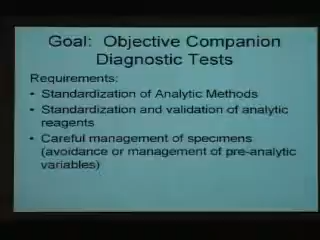 Goal: Objective Companion
Diagnostic Tests
Requirements:
• Standardization of Analytic Methods
• Standardization and validation of analytic
reagents
• Careful management of specimens
(avoidance or management of pre-analytic
variables)